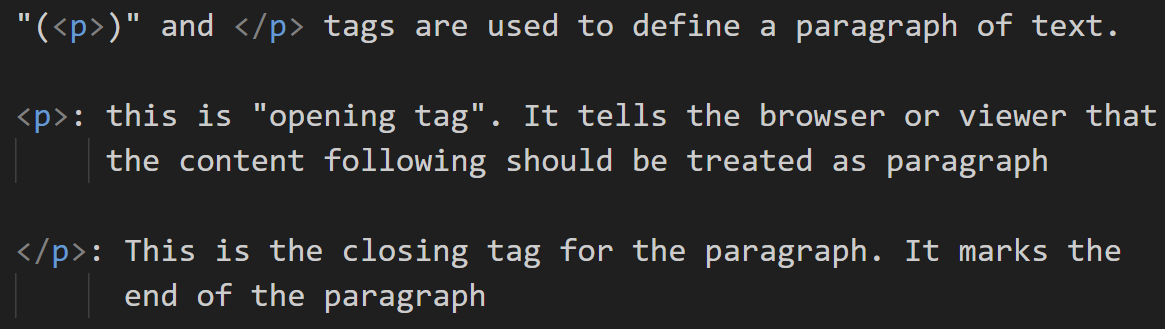 "(<p>)" and </p> tags are used to define a paragraph of text.
<p>: this is "opening tag". It tells the browser or viewer that
the content following should be treated as paragraph
</p>: This is the closing tag for the paragraph. It marks the
end of the paragraph